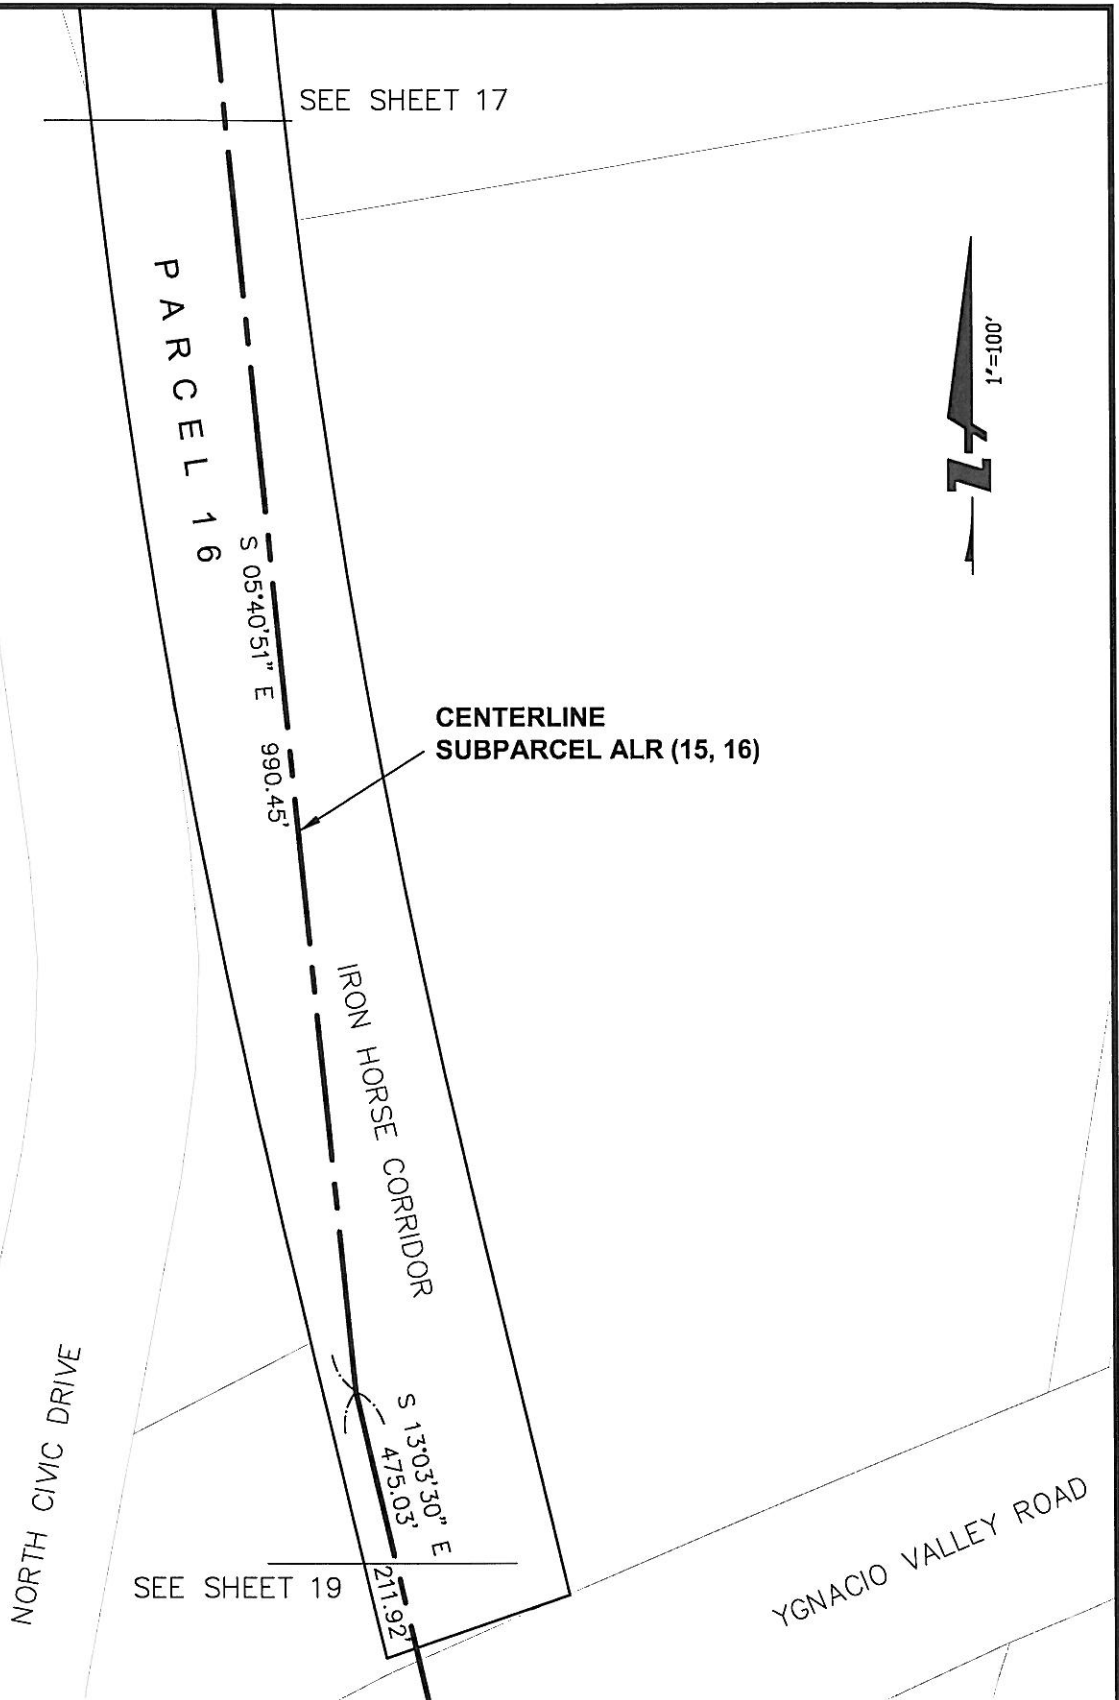 SEE SHEET 17
PARCEL 16
1"=100'
N
S 05°40'51" E 990.45'
CENTERLINE
SUBPARCEL ALR (15, 16)
IRON HORSE CORRIDOR
S 13°03'30" E
475.03'
NORTH CIVIC DRIVE
YGNACIO VALLEY ROAD
SEE SHEET 19
211.92'